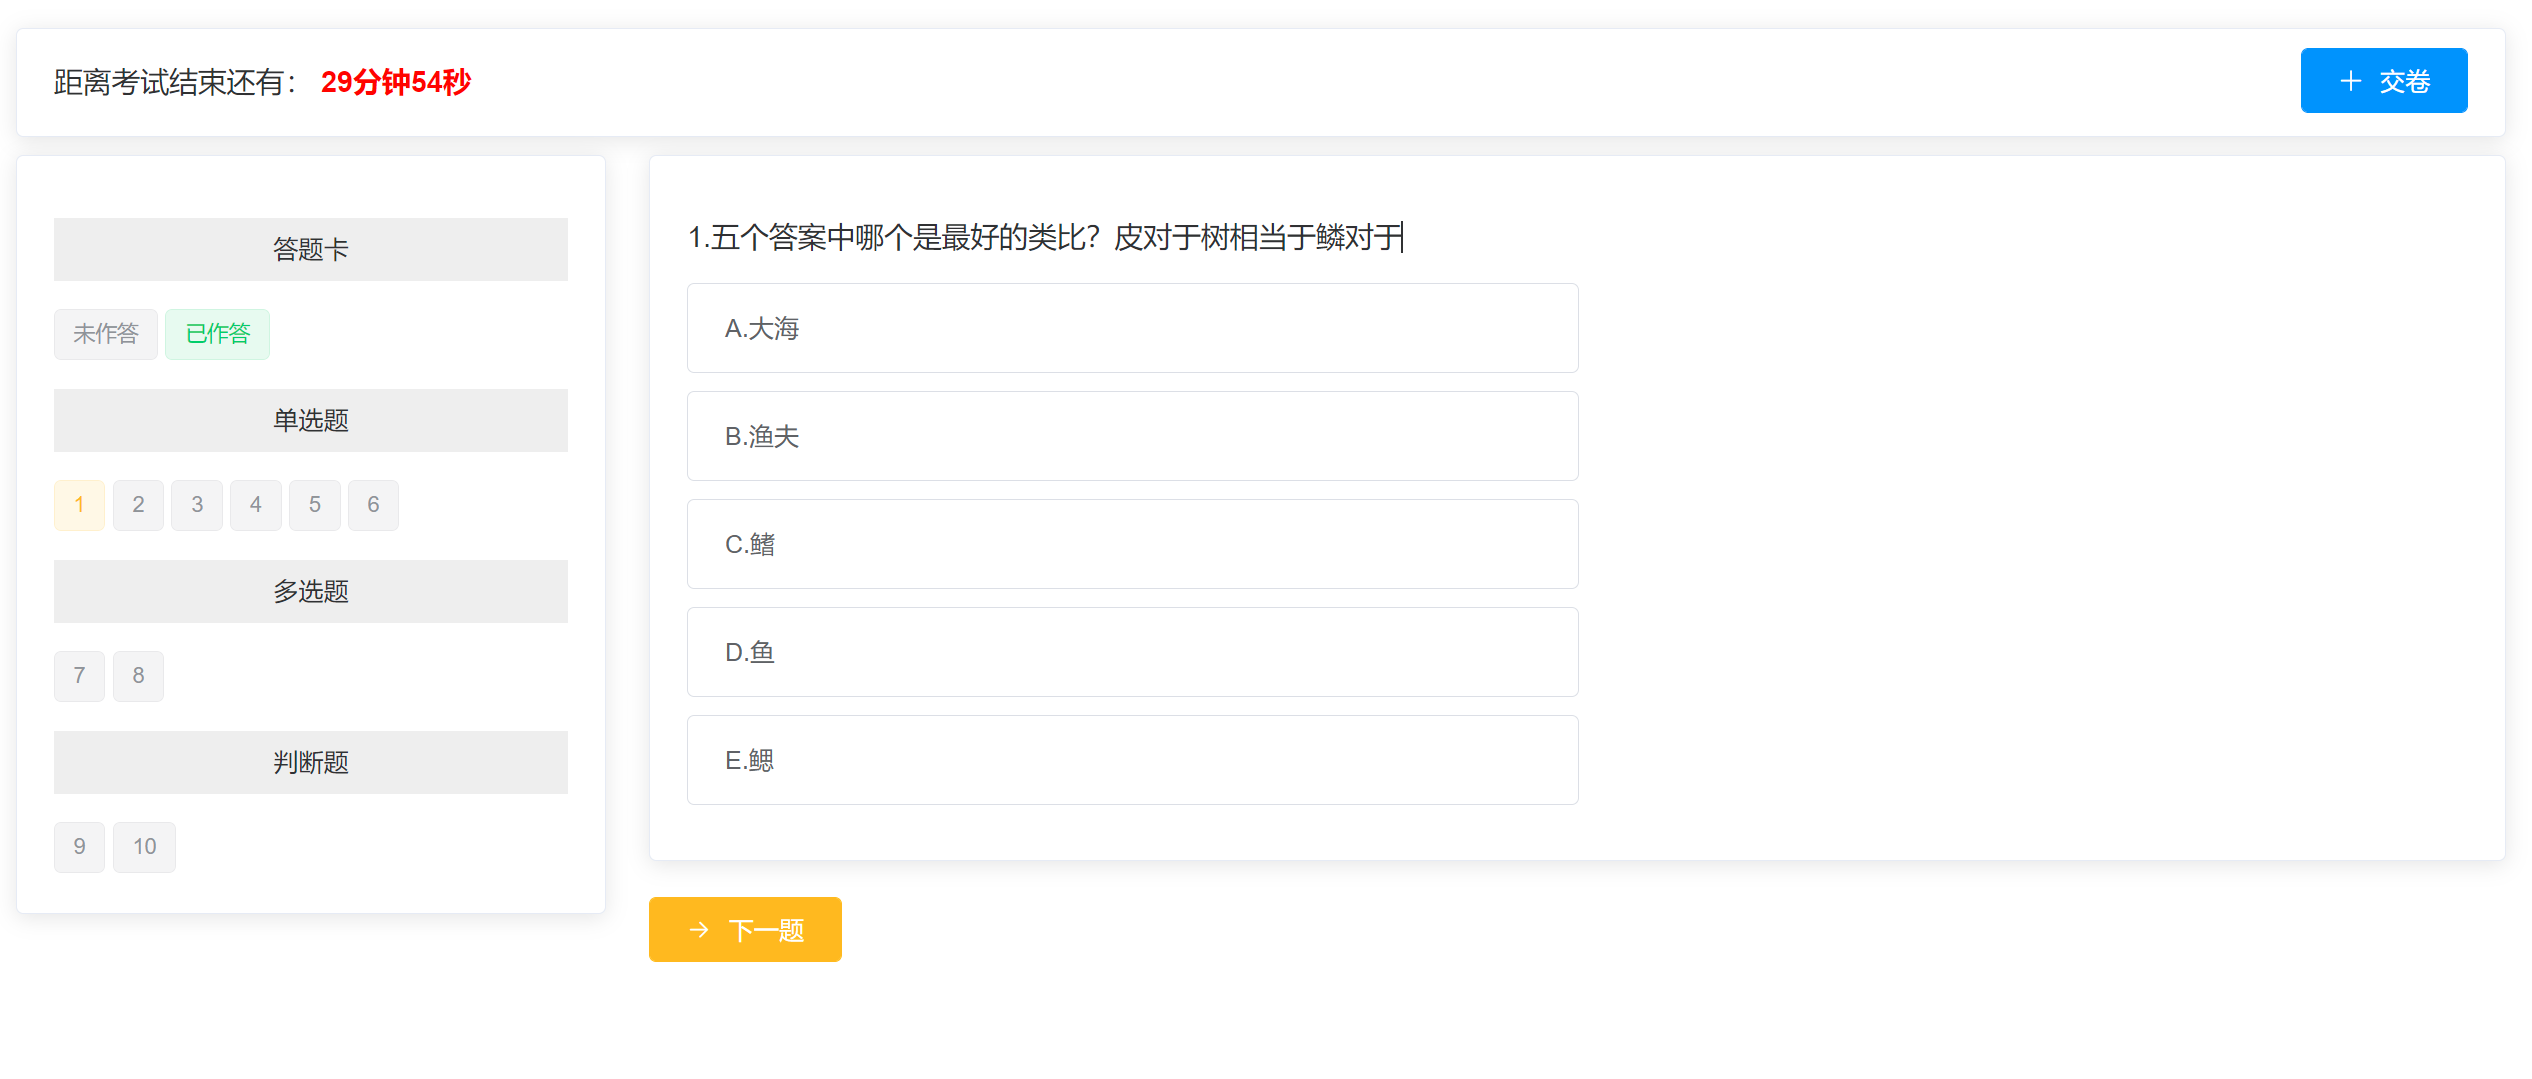 距离考试结束还有： 29分钟54秒
交卷
答题卡
未作答 已作答
单选题
1 2 3 4 5 6
多选题
7 8
判断题
9 10
1.五个答案中哪个是最好的类比？皮对于树相当于鳞对于
A.大海
B.渔夫
C.鳍
D.鱼
E.鳃
下一题